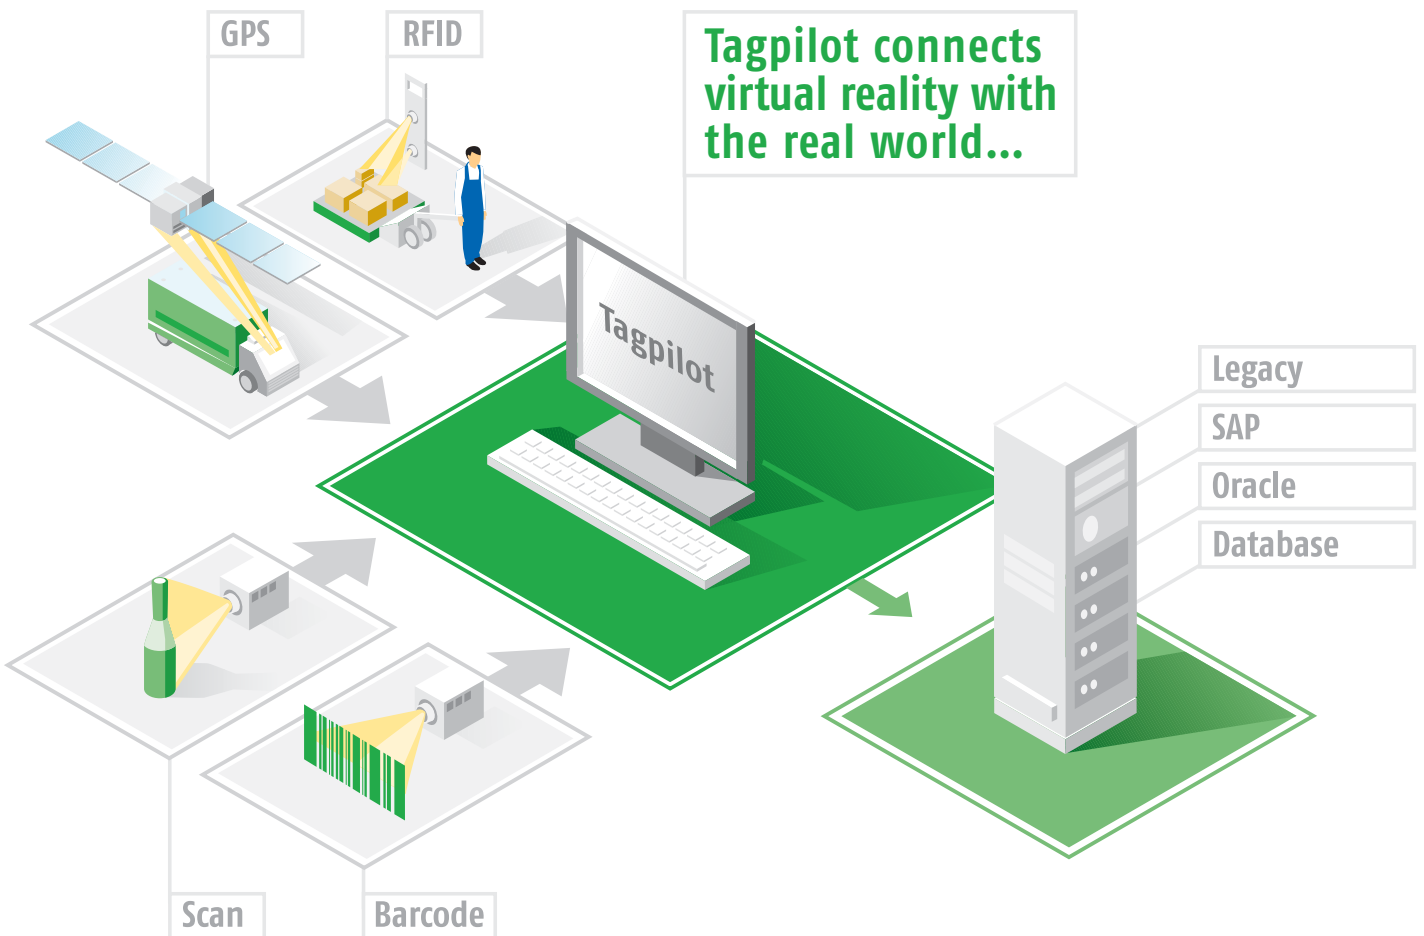 GPS
RFID
Tagpilot connects
virtual reality with
the real world...
Tagpilot
Legacy
SAP
Oracle
Database
Scan
Barcode